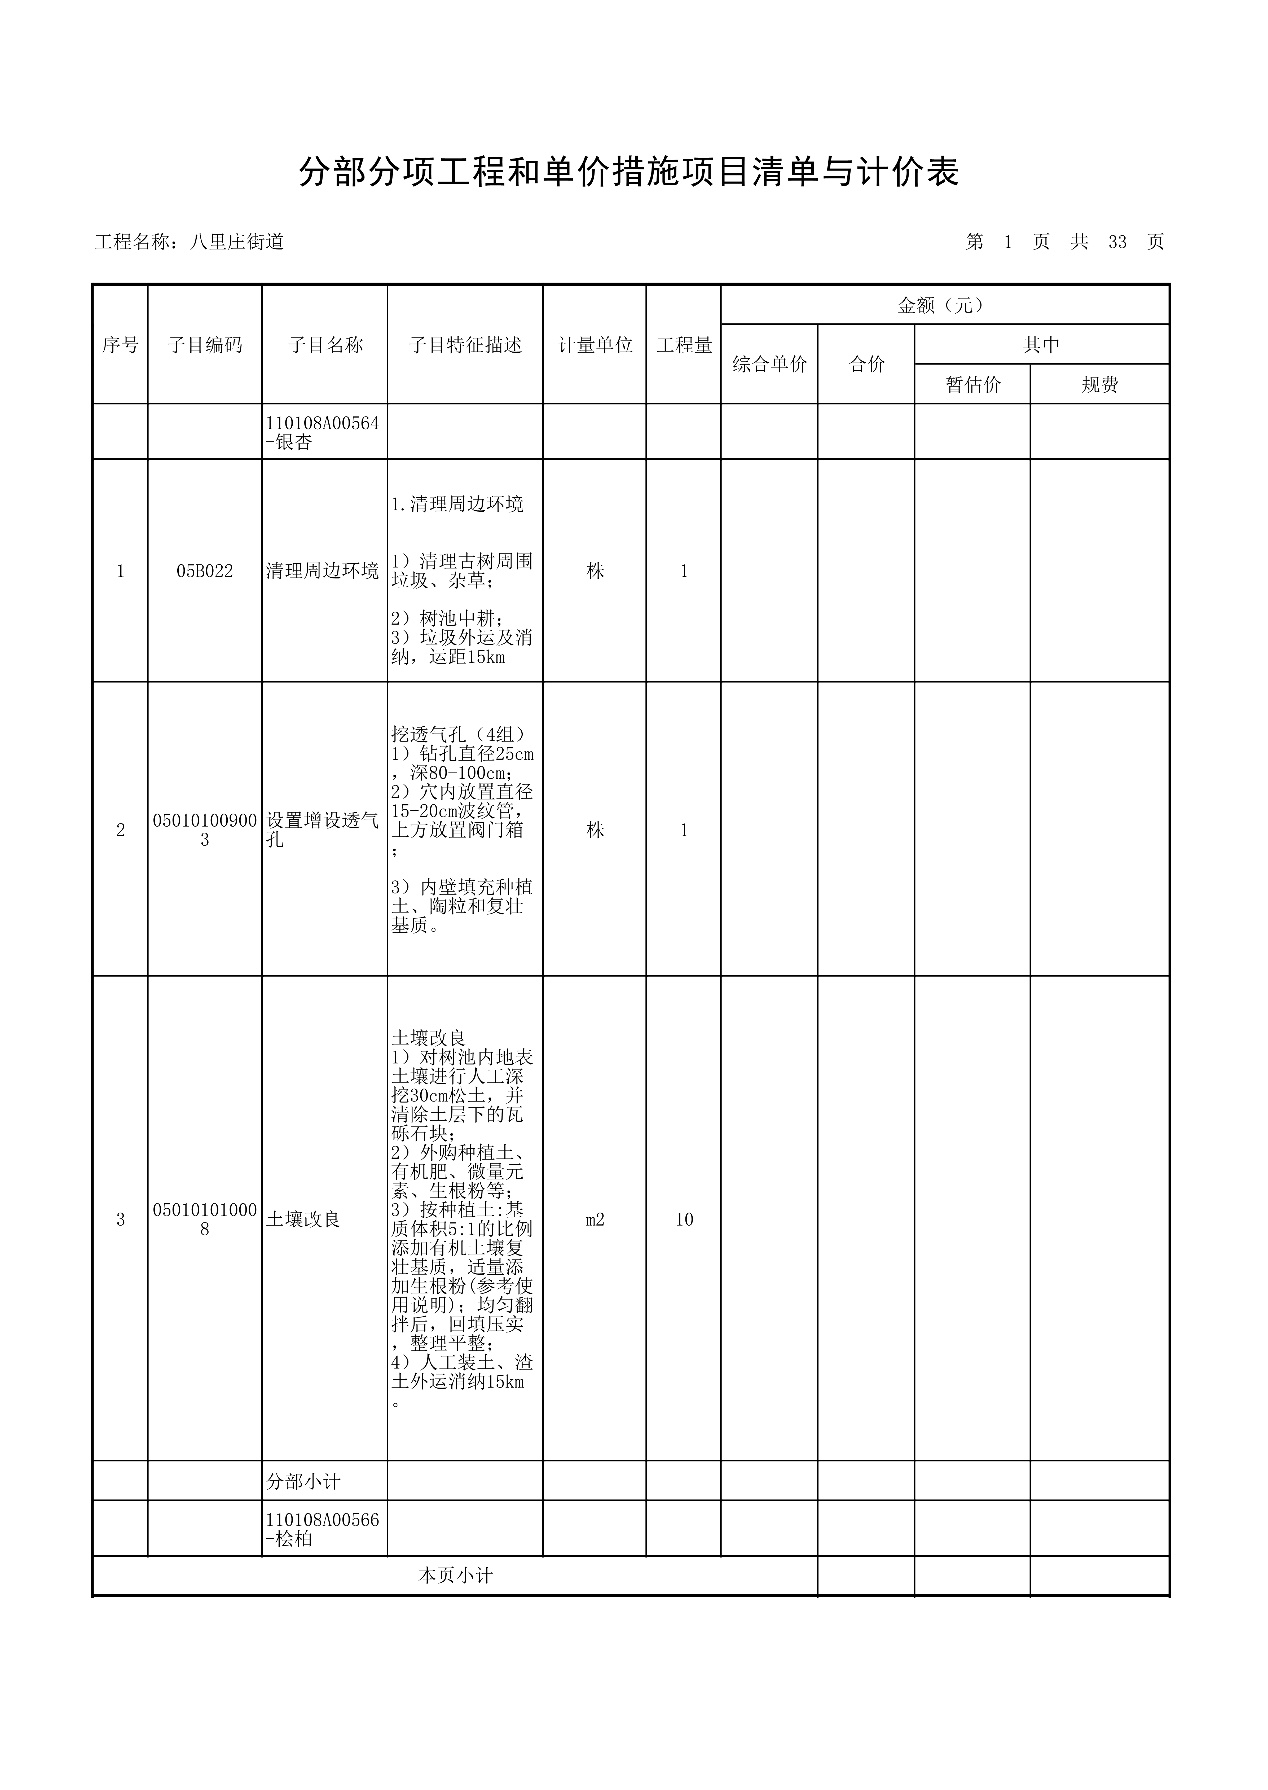 分部分项工程和单价措施项目清单与计价表
工程名称：八里庄街道
第 1 页 共 33 页
序号 子目编码 子目名称 子目特征描述 计量单位 工程量 金额（元）
综合单价 合价 其中
暂估价 规费
110108A00564
-银杏
1 05B022 清理周边环境
1.清理周边环境
1）清理古树周围
垃圾、杂草；
2）树池中耕；
3）垃圾外运及消
纳，运距15km
株 1
2
05010100900
3
设置增设透气
孔
挖透气孔（4组）
1）钻孔直径25cm
，深80-100cm；
2）穴内放置直径
15-20cm波纹管，
上方放置阀门箱
；
3）内壁填充种植
土、陶粒和复壮
基质。
株 1
3
05010101000
8
土壤改良
土壤改良
1）对树池内地表
土壤进行人工深
挖30cm松土，并
清除土层下的瓦
砾石块；
2）外购种植土、
有机肥、微量元
素、生根粉等；
3）按种植土:基
质体积5:1的比例
添加有机土壤复
壮基质，适量添
加生根粉(参考使
用说明)；均匀翻
拌后，回填压实
，整理平整；
4）人工装土、渣
土外运消纳15km
。
m2 10
分部小计
110108A00566
-桧柏
本页小计